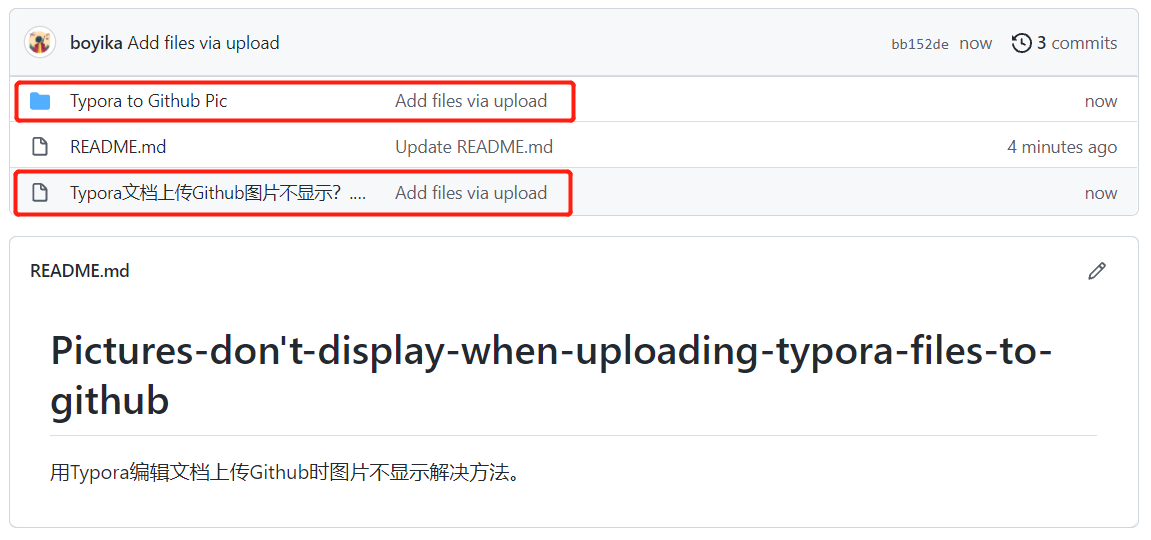 boyika Add files via upload bb152de now 3 commits
Typora to Github Pic Add files via upload now
README.md Update README.md 4 minutes ago
Typora文档上传Github图片不显示？.... Add files via upload now
README.md
Pictures-don't-display-when-uploading-typora-files-to-
github
用Typora编辑文档上传Github时图片不显示解决方法。